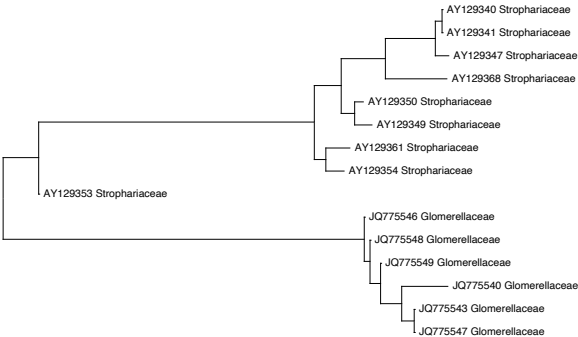 AY129340 Strophariaceae
AY129341 Strophariaceae
AY129347 Strophariaceae
AY129368 Strophariaceae
AY129350 Strophariaceae
AY129349 Strophariaceae
AY129361 Strophariaceae
AY129354 Strophariaceae
AY129353 Strophariaceae
JQ775546 Glomerellaceae
JQ775548 Glomerellaceae
JQ775549 Glomerellaceae
JQ775540 Glomerellaceae
JQ775543 Glomerellaceae
JQ775547 Glomerellaceae